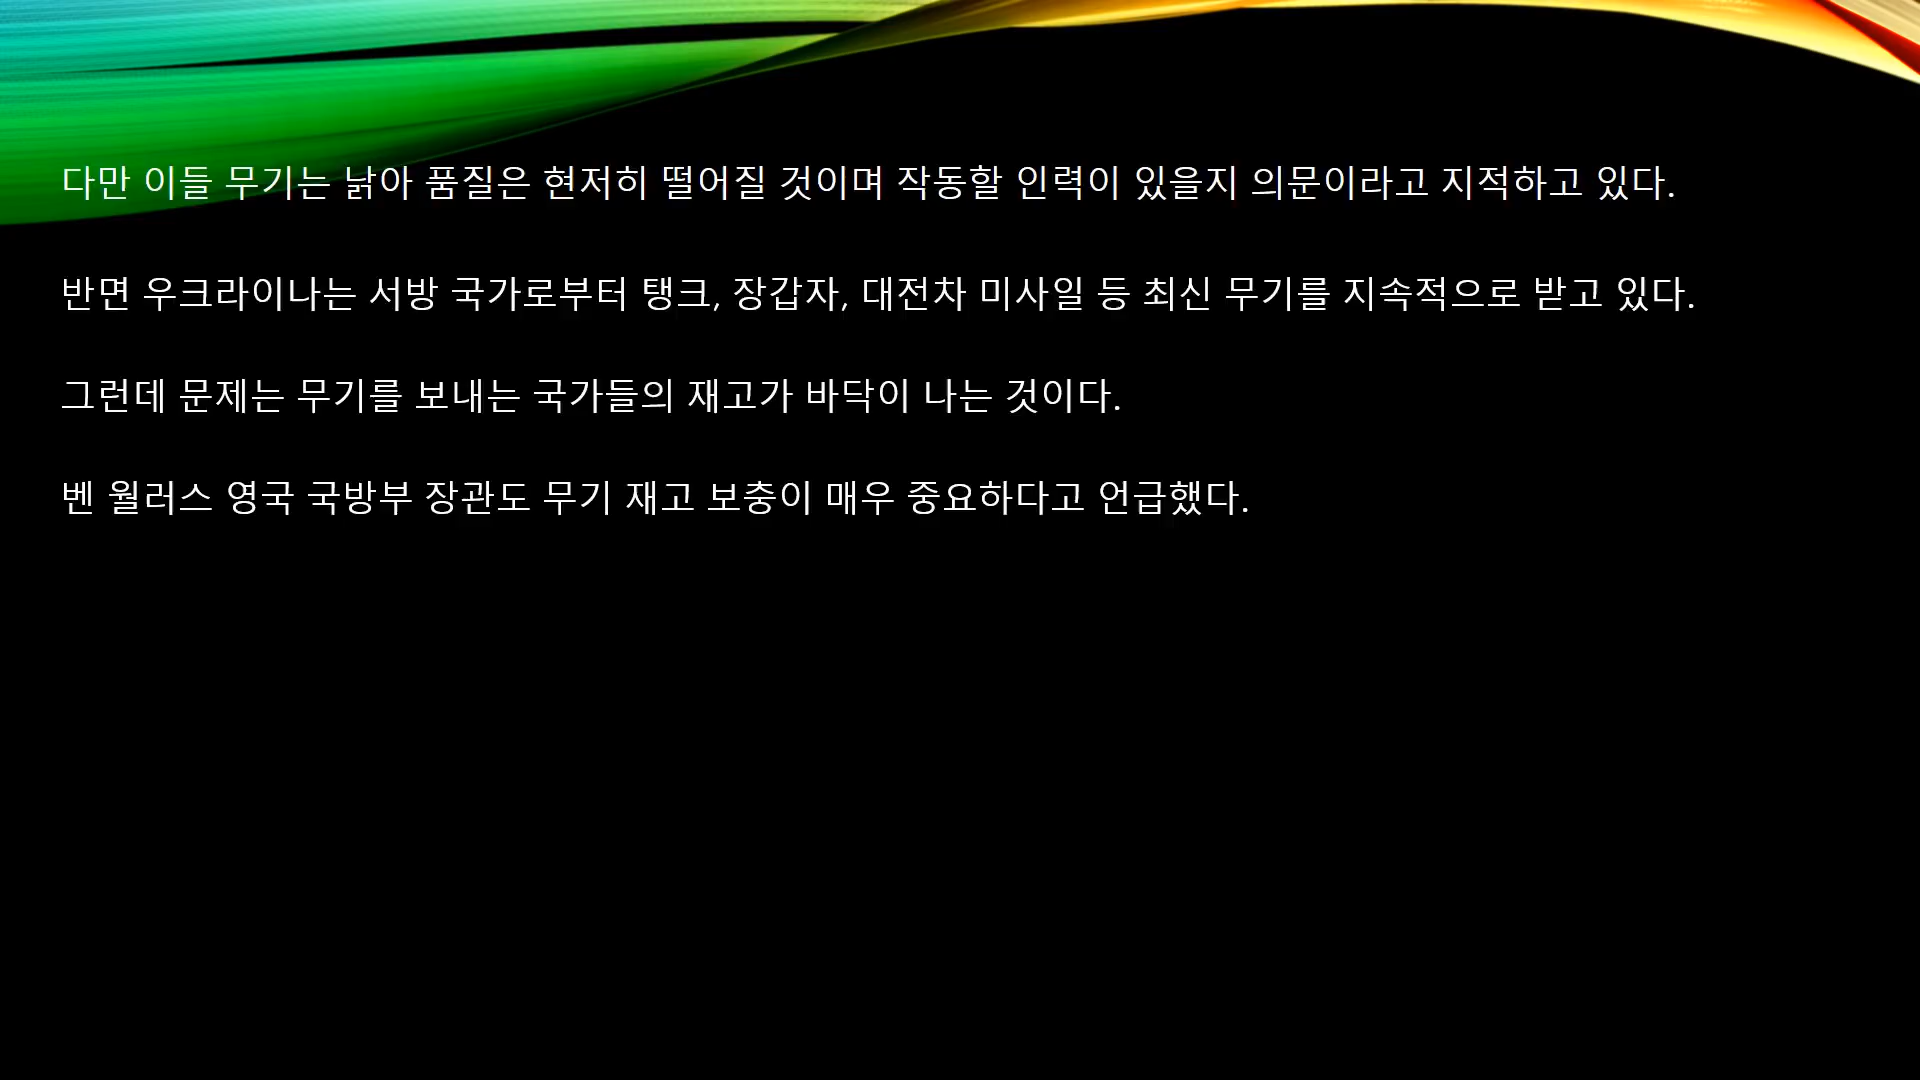 다만 이들 무기는 낡아 품질은 현저히 떨어질 것이며 작동할 인력이 있을지 의문이라고 지적하고 있다.
반면 우크라이나는 서방 국가로부터 탱크, 장갑자, 대전차 미사일 등 최신 무기를 지속적으로 받고 있다.
그런데 문제는 무기를 보내는 국가들의 재고가 바닥이 나는 것이다.
벤 월러스 영국 국방부 장관도 무기 재고 보충이 매우 중요하다고 언급했다.